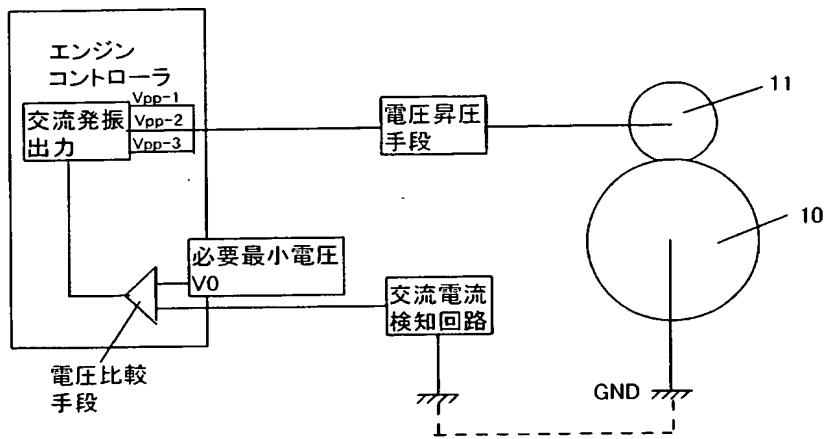 エンジン
コントローラ
交流発振
出力
Vpp-1
Vpp-2
Vpp-3
電圧昇圧
手段
11
10
必要最小電圧
V0
交流電流
検知回路
電圧比較
手段
GND